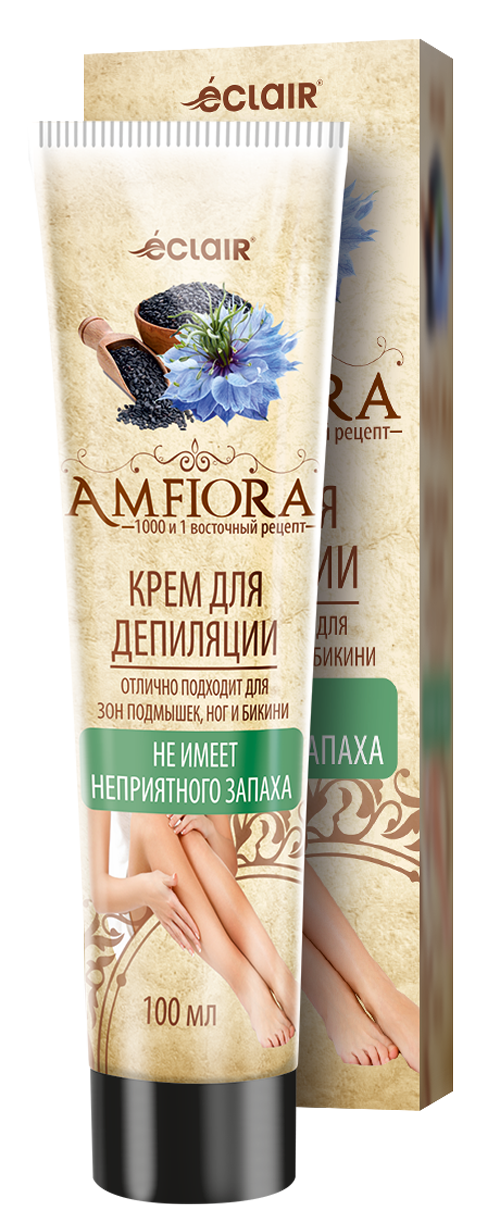 éCLAIR®
éCLAIR®
AMFIORA
—1000 и 1 восточный рецепт—
КРЕМ ДЛЯ
ДЕПИЛЯЦИИ
ОТЛИЧНО ПОДХОДИТ ДЛЯ
ЗОН ПОДМЫШЕК, НОГ И БИКИНИ
НЕ ИМЕЕТ
НЕПРИЯТНОГО ЗАПАХА
100 мл
RA
й рецепт—
Я
ИИ
ДЛЯ
БИКИНИ
АПАХА